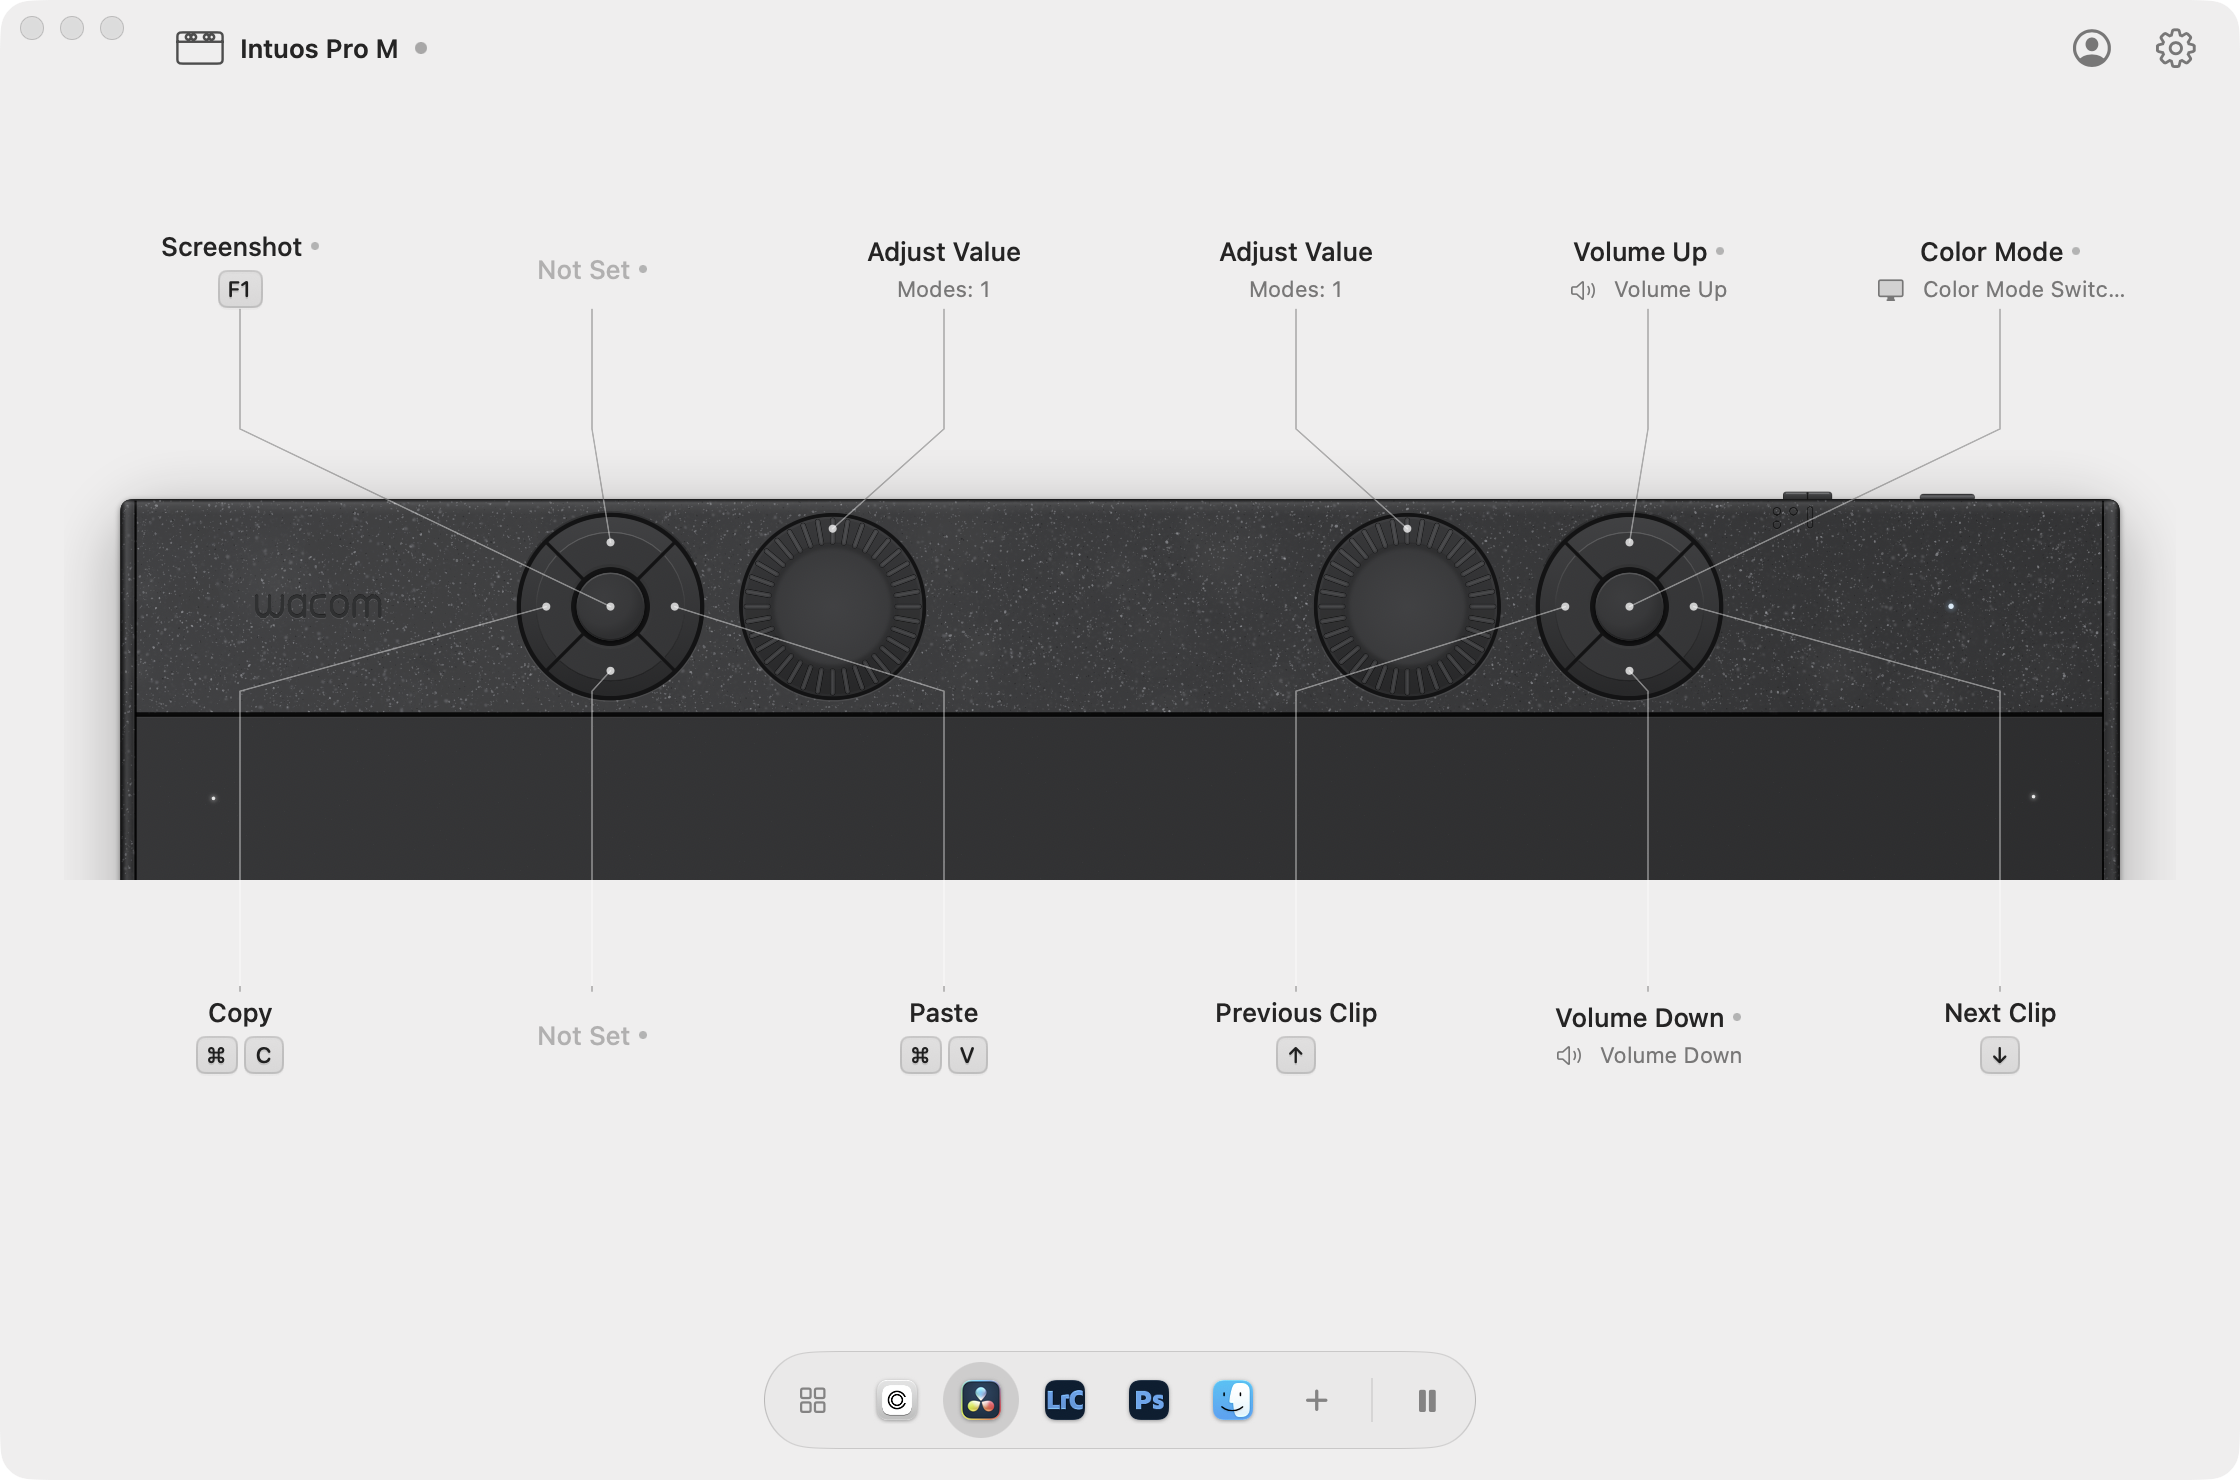 Intuos Pro M
Screenshot
F1
Not Set
Adjust Value
Modes: 1
Adjust Value
Modes: 1
Volume Up
Volume Up
Color Mode
Color Mode Switc...
wacom
Copy
⌘ C
Not Set
Paste
⌘ V
Previous Clip
↑
Volume Down
Volume Down
Next Clip
↓
LrC
Ps